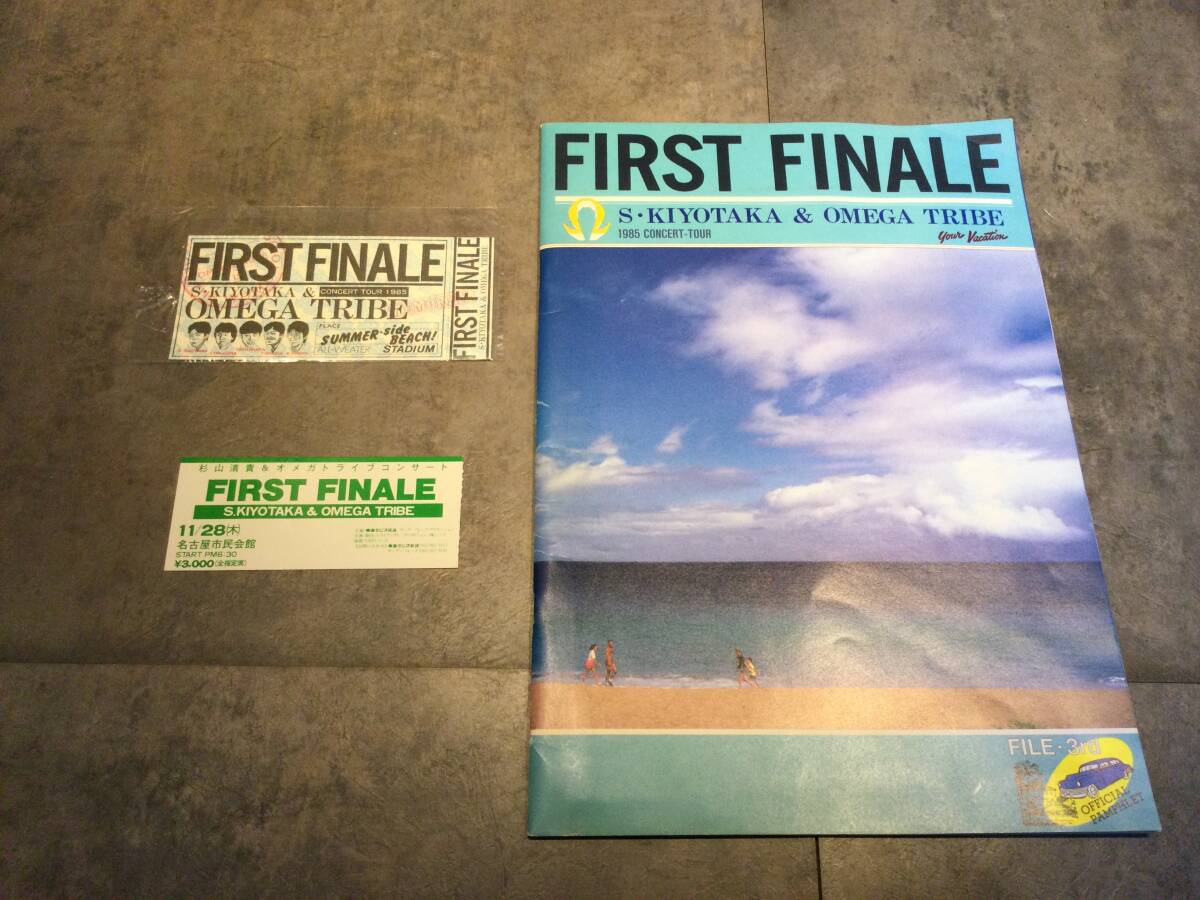 FIRST FINALE
S·KIYOTAKA & CONCERT TOUR 1985
OMEGA TRIBE
PLACE
SUMMER-side BEACH!
ALL-WEATER STADIUM
FIRST FINALE
S·KIYOTAKA & OMEGA TRIBE
杉山清貴&オメガトライブコンサート
FIRST FINALE
S.KIYOTAKA & OMEGA TRIBE
11/28(木)
名古屋市民会館
START PM6:30
¥3,000(全指定席)
FIRST FINALE
S·KIYOTAKA & OMEGA TRIBE
1985 CONCERT-TOUR
Your Vacation
FILE·3rd
OFFICIAL
PAMPHLET